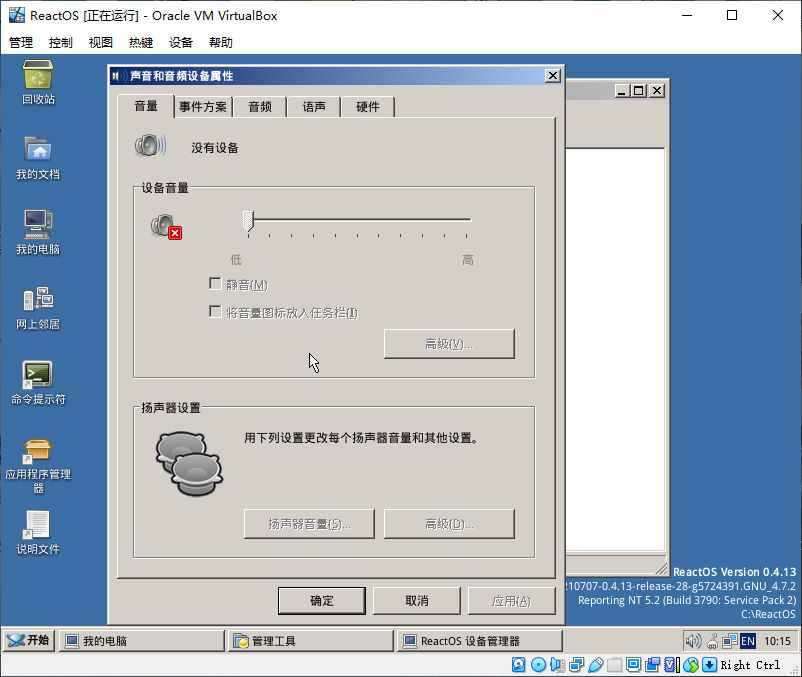 ReactOS [正在运行] - Oracle VM VirtualBox
管理 控制 视图 热键 设备 帮助
回收站
我的文档
我的电脑
网上邻居
命令提示符
应用程序管理
器
说明文件
声音和音频设备属性
音量 事件方案 音频 语声 硬件
没有设备
设备音量
低 高
静音(M)
将音量图标放入任务栏(I)
高级(V)...
扬声器设置
用下列设置更改每个扬声器音量和其他设置。
扬声器音量(S)... 高级(D)...
确定 取消 应用(A)
ReactOS Version 0.4.13
210707-0.4.13-release-28-g5724391.GNU_4.7.2
Reporting NT 5.2 (Build 3790: Service Pack 2)
C:\ReactOS
开始 我的电脑 管理工具 ReactOS 设备管理器 EN 10:15
Right Ctrl